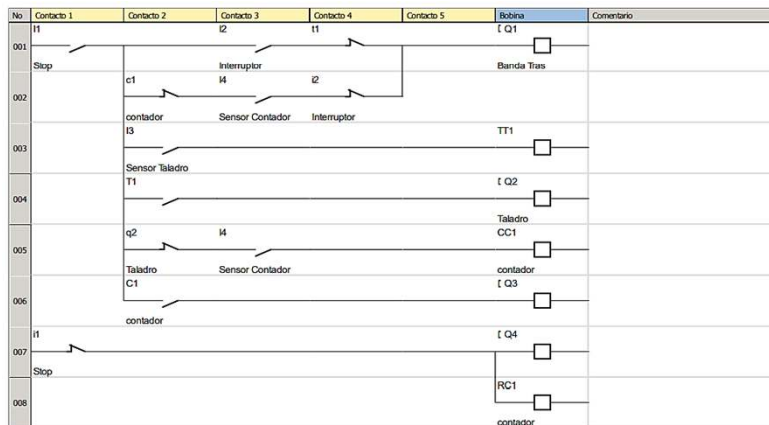 No Contacto 1 Contacto 2 Contacto 3 Contacto 4 Contacto 5 Bobina Comentario
001 I1 I2 t1 [ Q1
Stop Interruptor Banda Tras
002 c1 I4 i2
contador Sensor Contador Interruptor
003 I3 TT1
Sensor Taladro
004 T1 [ Q2
Taladro
005 q2 I4 CC1
Taladro Sensor Contador contador
006 C1 [ Q3
contador
007 i1 [ Q4
Stop
008 RC1
contador